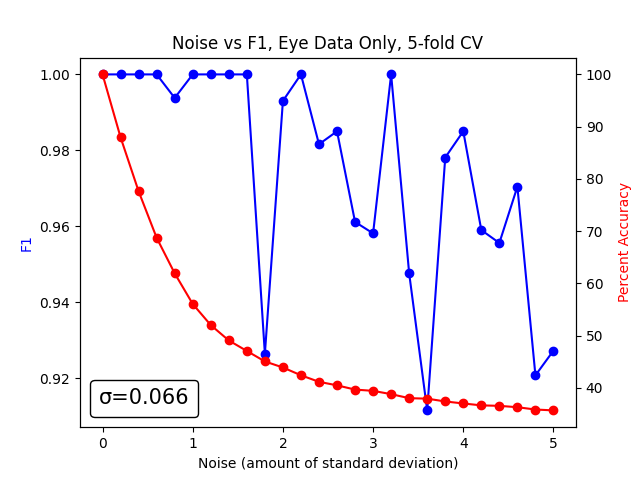 Noise vs F1, Eye Data Only, 5-fold CV
1.00
0.98
0.96
0.94
0.92
F1
100
90
80
70
60
50
40
Percent Accuracy
σ=0.066
0 1 2 3 4 5
Noise (amount of standard deviation)